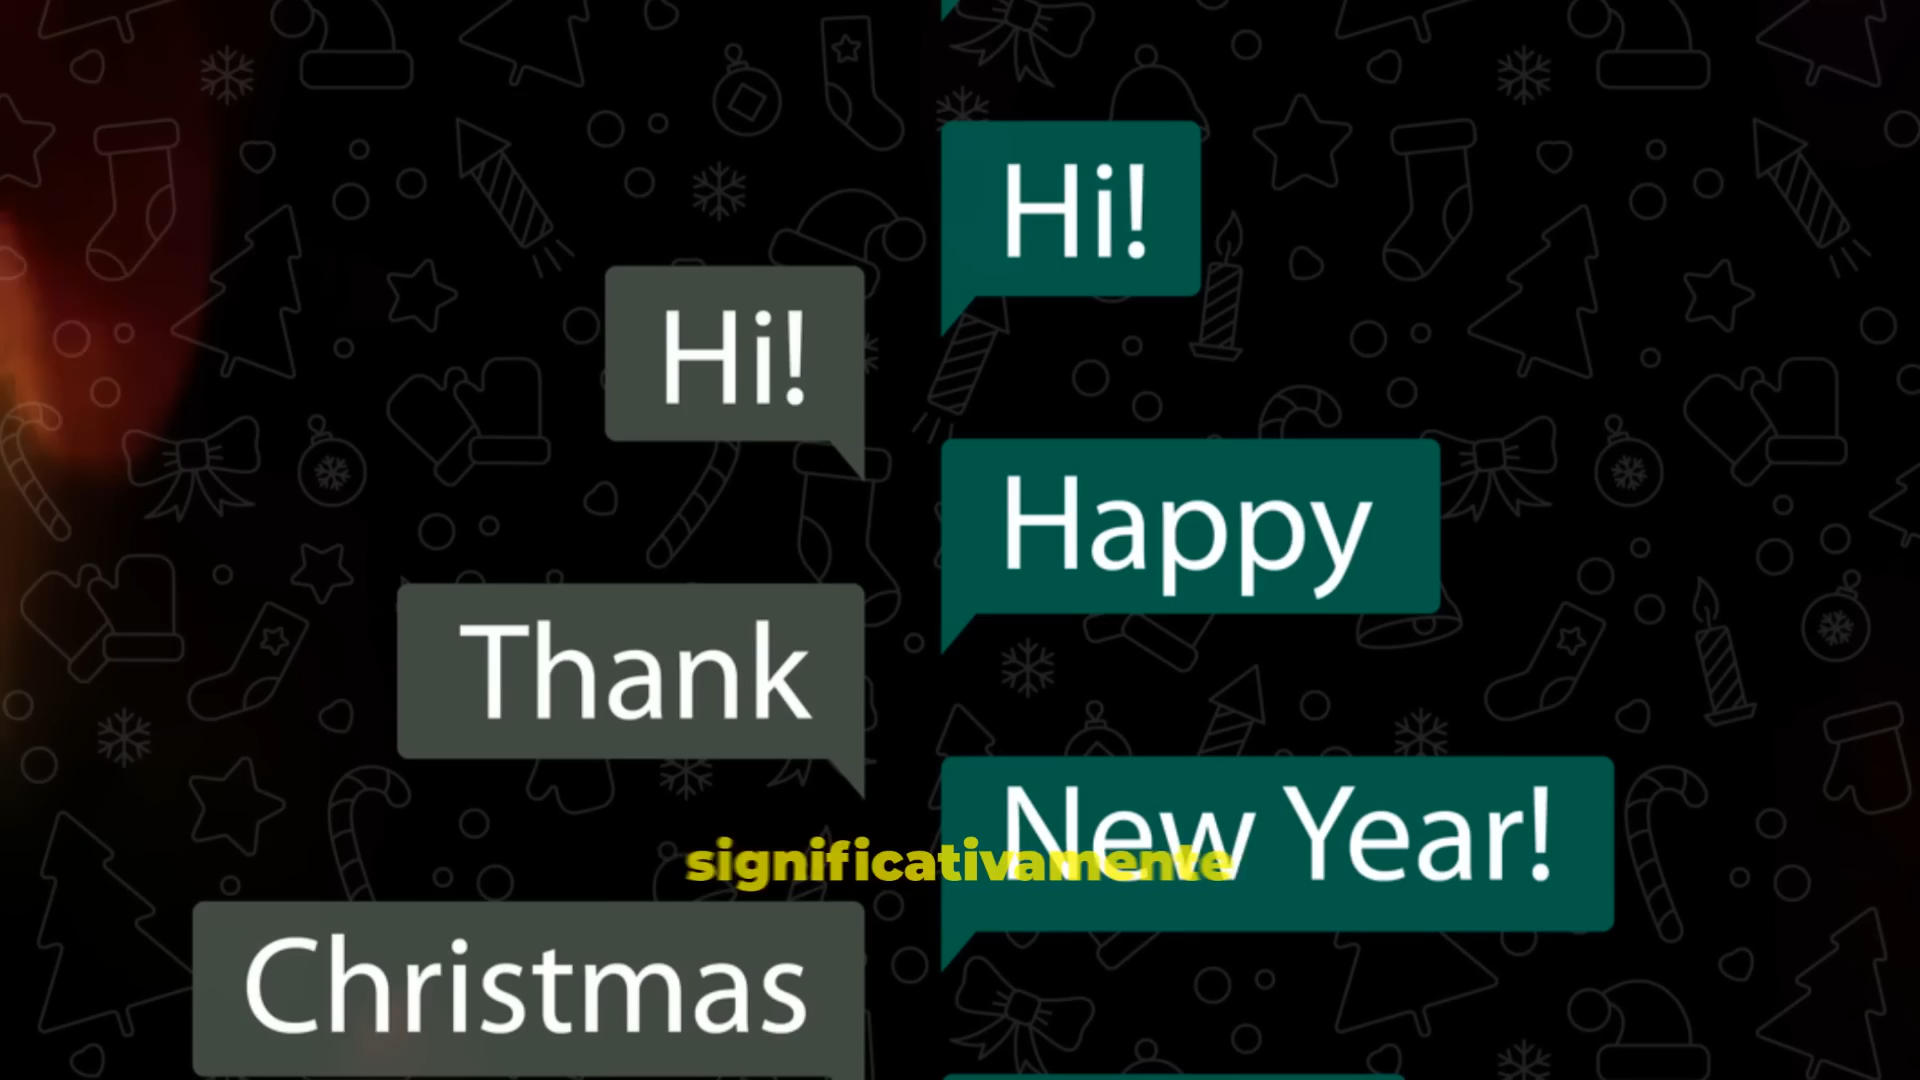 Hi!
Hi!
Happy
Thank
New Year!
significativamente
Christmas